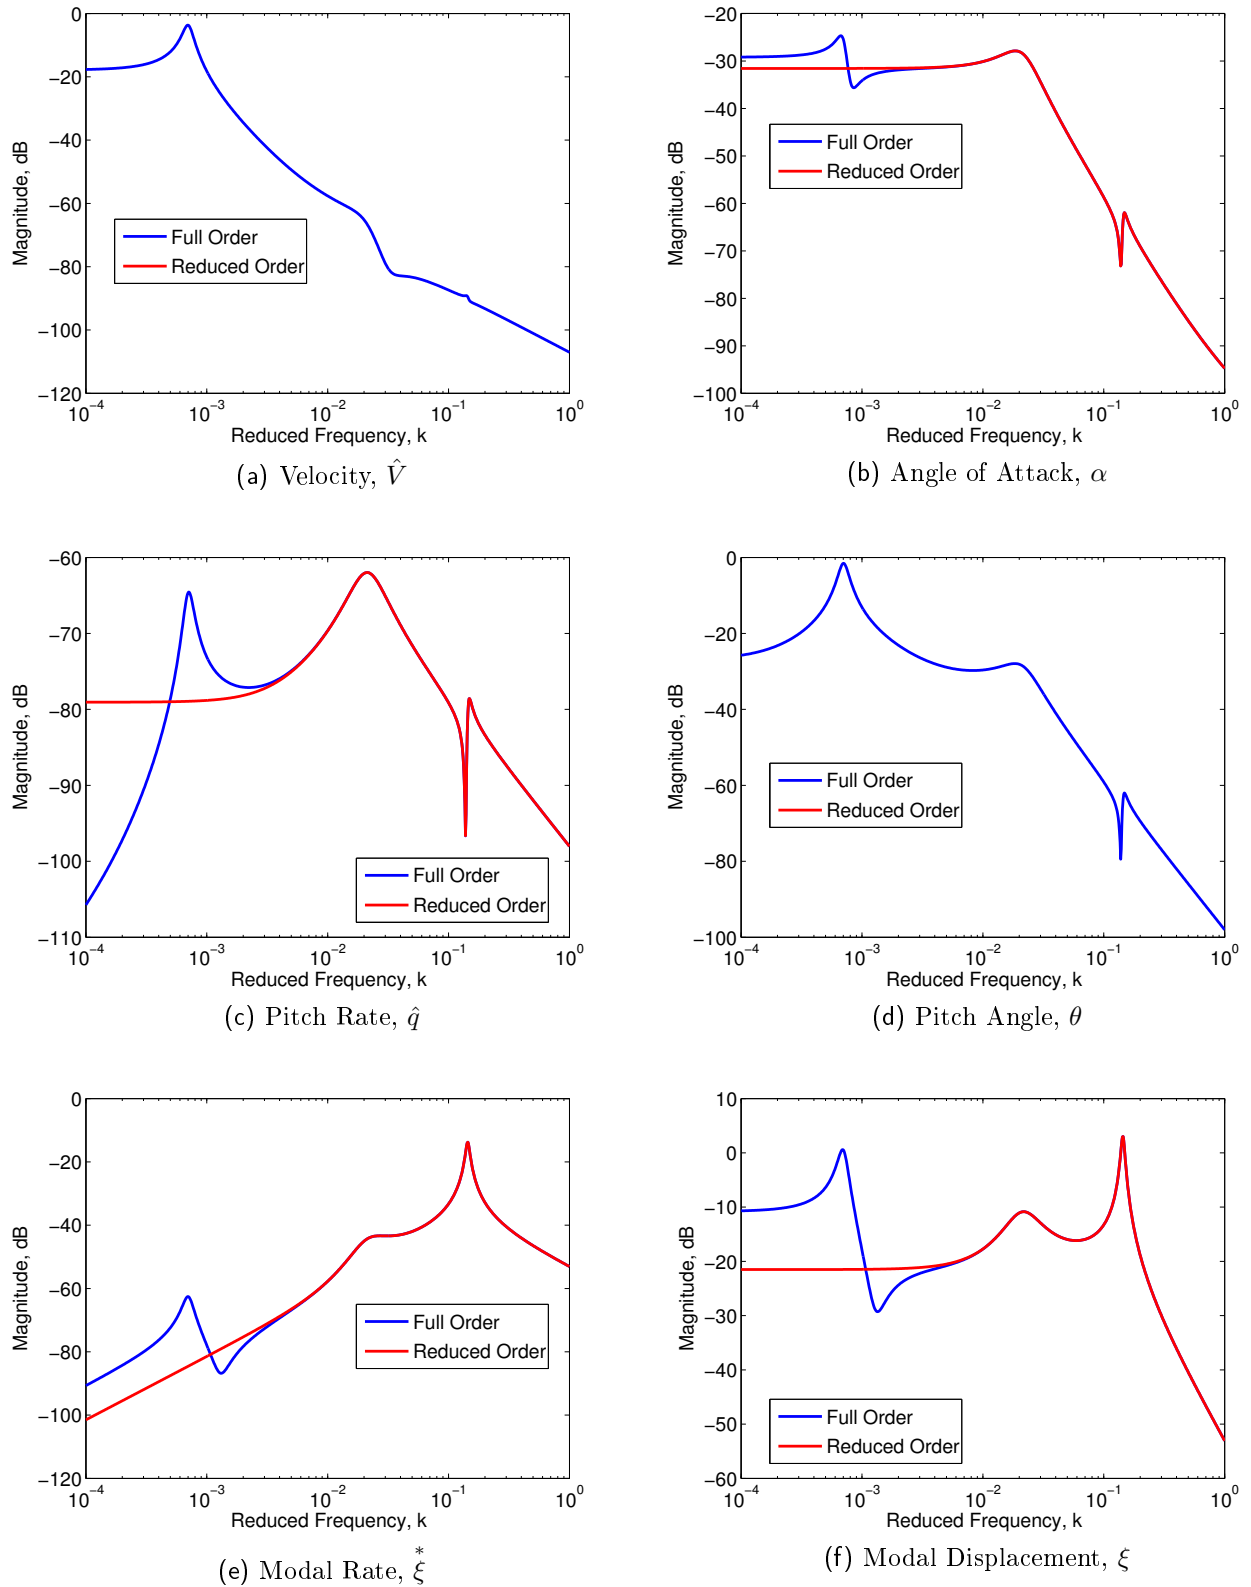 0
−20
−40
−60
−80
−100
−120
Magnitude, dB
Full Order
Reduced Order
10⁻⁴ 10⁻³ 10⁻² 10⁻¹ 10⁰
Reduced Frequency, k
(a) Velocity, V̂
−20
−30
−40
−50
−60
−70
−80
−90
−100
Magnitude, dB
Full Order
Reduced Order
10⁻⁴ 10⁻³ 10⁻² 10⁻¹ 10⁰
Reduced Frequency, k
(b) Angle of Attack, α
−60
−70
−80
−90
−100
−110
Magnitude, dB
Full Order
Reduced Order
10⁻⁴ 10⁻³ 10⁻² 10⁻¹ 10⁰
Reduced Frequency, k
(c) Pitch Rate, q̂
0
−20
−40
−60
−80
−100
Magnitude, dB
Full Order
Reduced Order
10⁻⁴ 10⁻³ 10⁻² 10⁻¹ 10⁰
Reduced Frequency, k
(d) Pitch Angle, θ
0
−20
−40
−60
−80
−100
−120
Magnitude, dB
Full Order
Reduced Order
10⁻⁴ 10⁻³ 10⁻² 10⁻¹ 10⁰
Reduced Frequency, k
(e) Modal Rate, ξ*
10
0
−10
−20
−30
−40
−50
−60
Magnitude, dB
Full Order
Reduced Order
10⁻⁴ 10⁻³ 10⁻² 10⁻¹ 10⁰
Reduced Frequency, k
(f) Modal Displacement, ξ